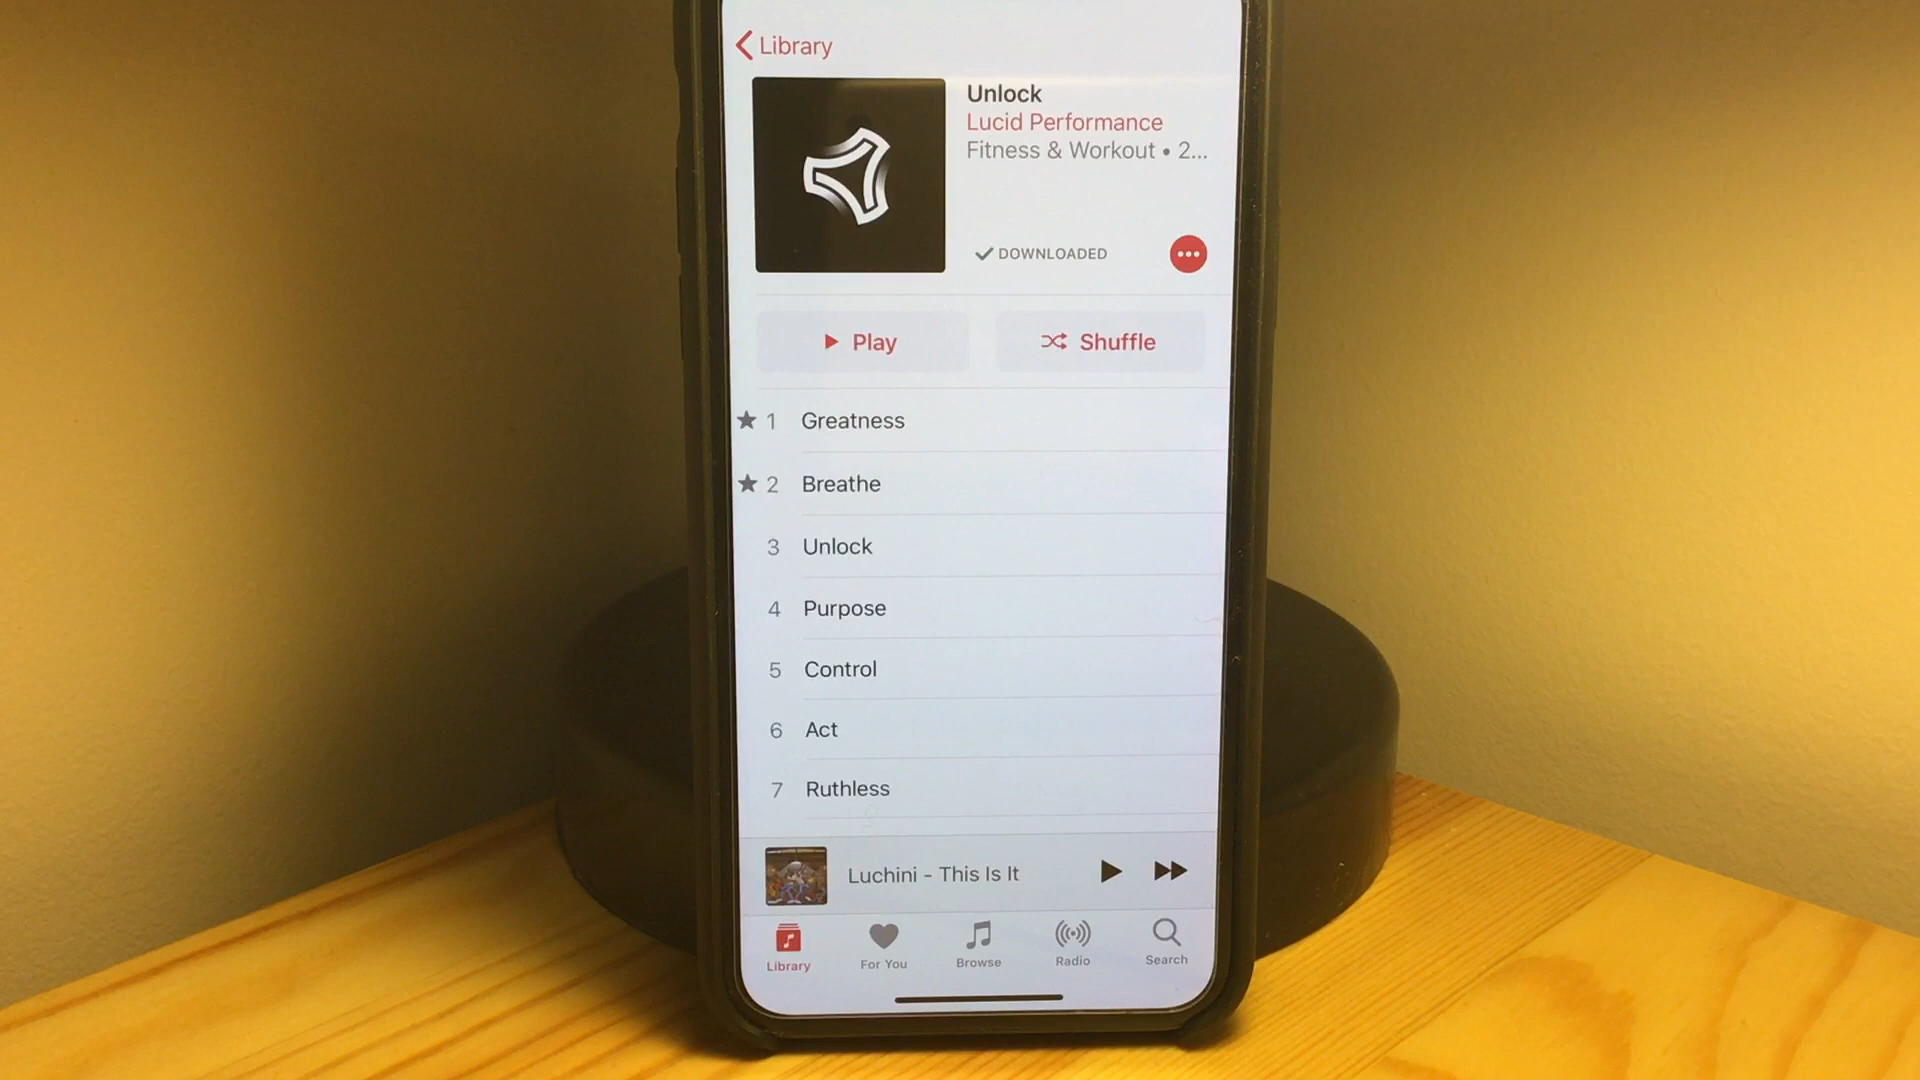 Library
Unlock
Lucid Performance
Fitness & Workout • 2...
DOWNLOADED
Play
Shuffle
1 Greatness
2 Breathe
3 Unlock
4 Purpose
5 Control
6 Act
7 Ruthless
Luchini - This Is It
Library
For You
Browse
Radio
Search